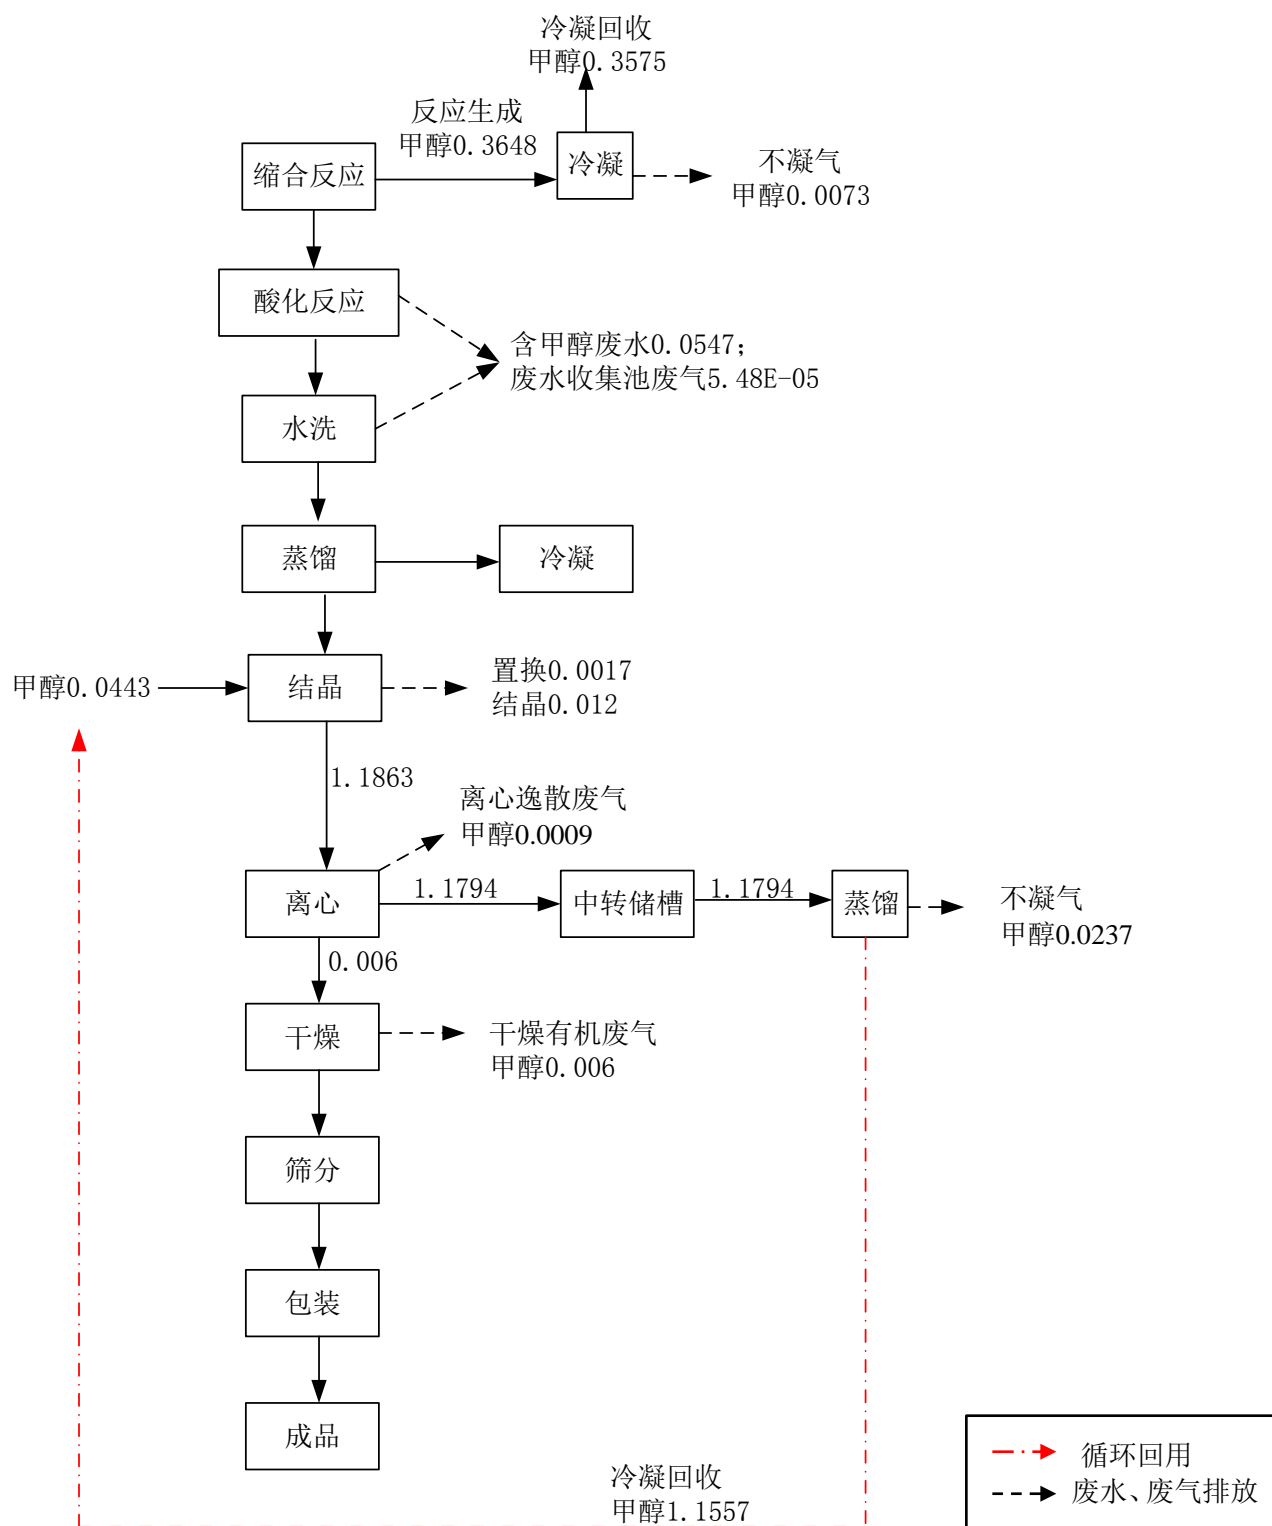 冷凝回收
甲醇0.3575
反应生成
甲醇0.3648
缩合反应
冷凝
不凝气
甲醇0.0073
酸化反应
含甲醇废水0.0547；
废水收集池废气5.48E-05
水洗
蒸馏
冷凝
甲醇0.0443
结晶
置换0.0017
结晶0.012
1.1863
离心逸散废气
甲醇0.0009
离心
1.1794
中转储槽
1.1794
蒸馏
不凝气
甲醇0.0237
0.006
干燥
干燥有机废气
甲醇0.006
筛分
包装
成品
冷凝回收
甲醇1.1557
循环回用
废水、废气排放